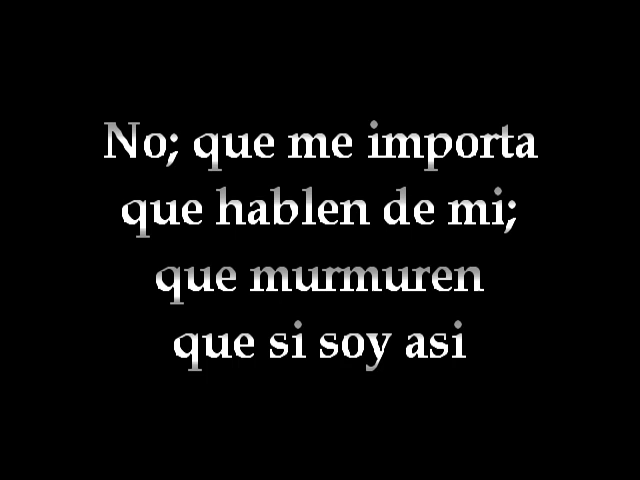 No; que me importa
que hablen de mi;
que murmuren
que si soy asi